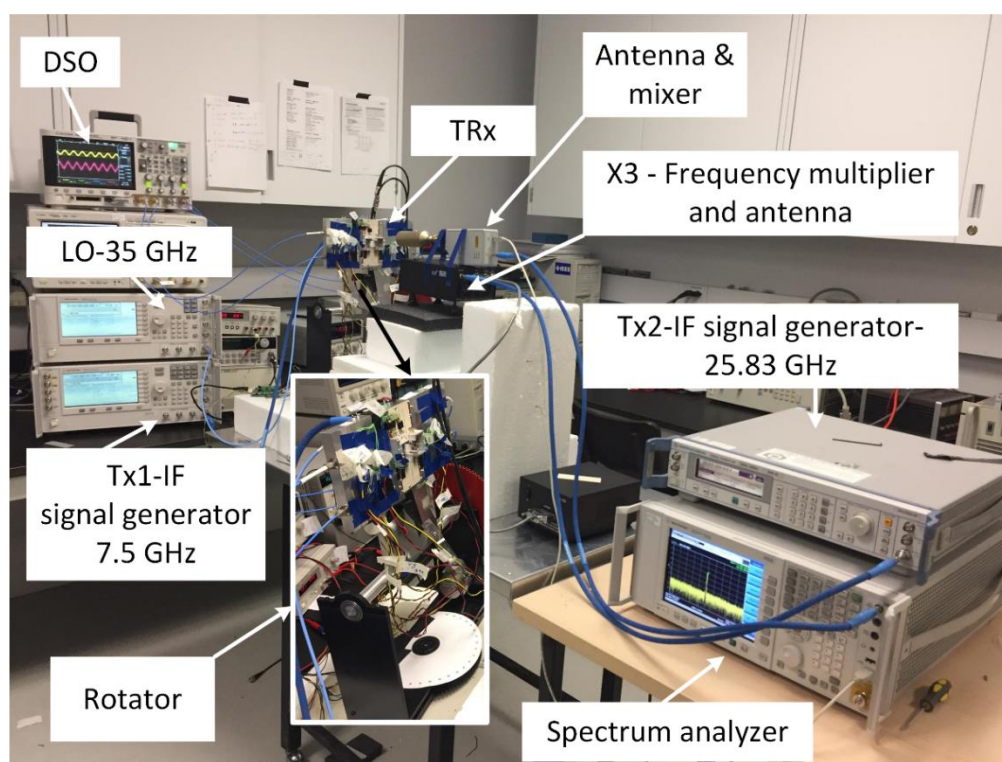 DSO
Antenna &
mixer
TRx
X3 - Frequency multiplier
and antenna
LO-35 GHz
Tx2-IF signal generator-
25.83 GHz
Tx1-IF
signal generator
7.5 GHz
Rotator
Spectrum analyzer